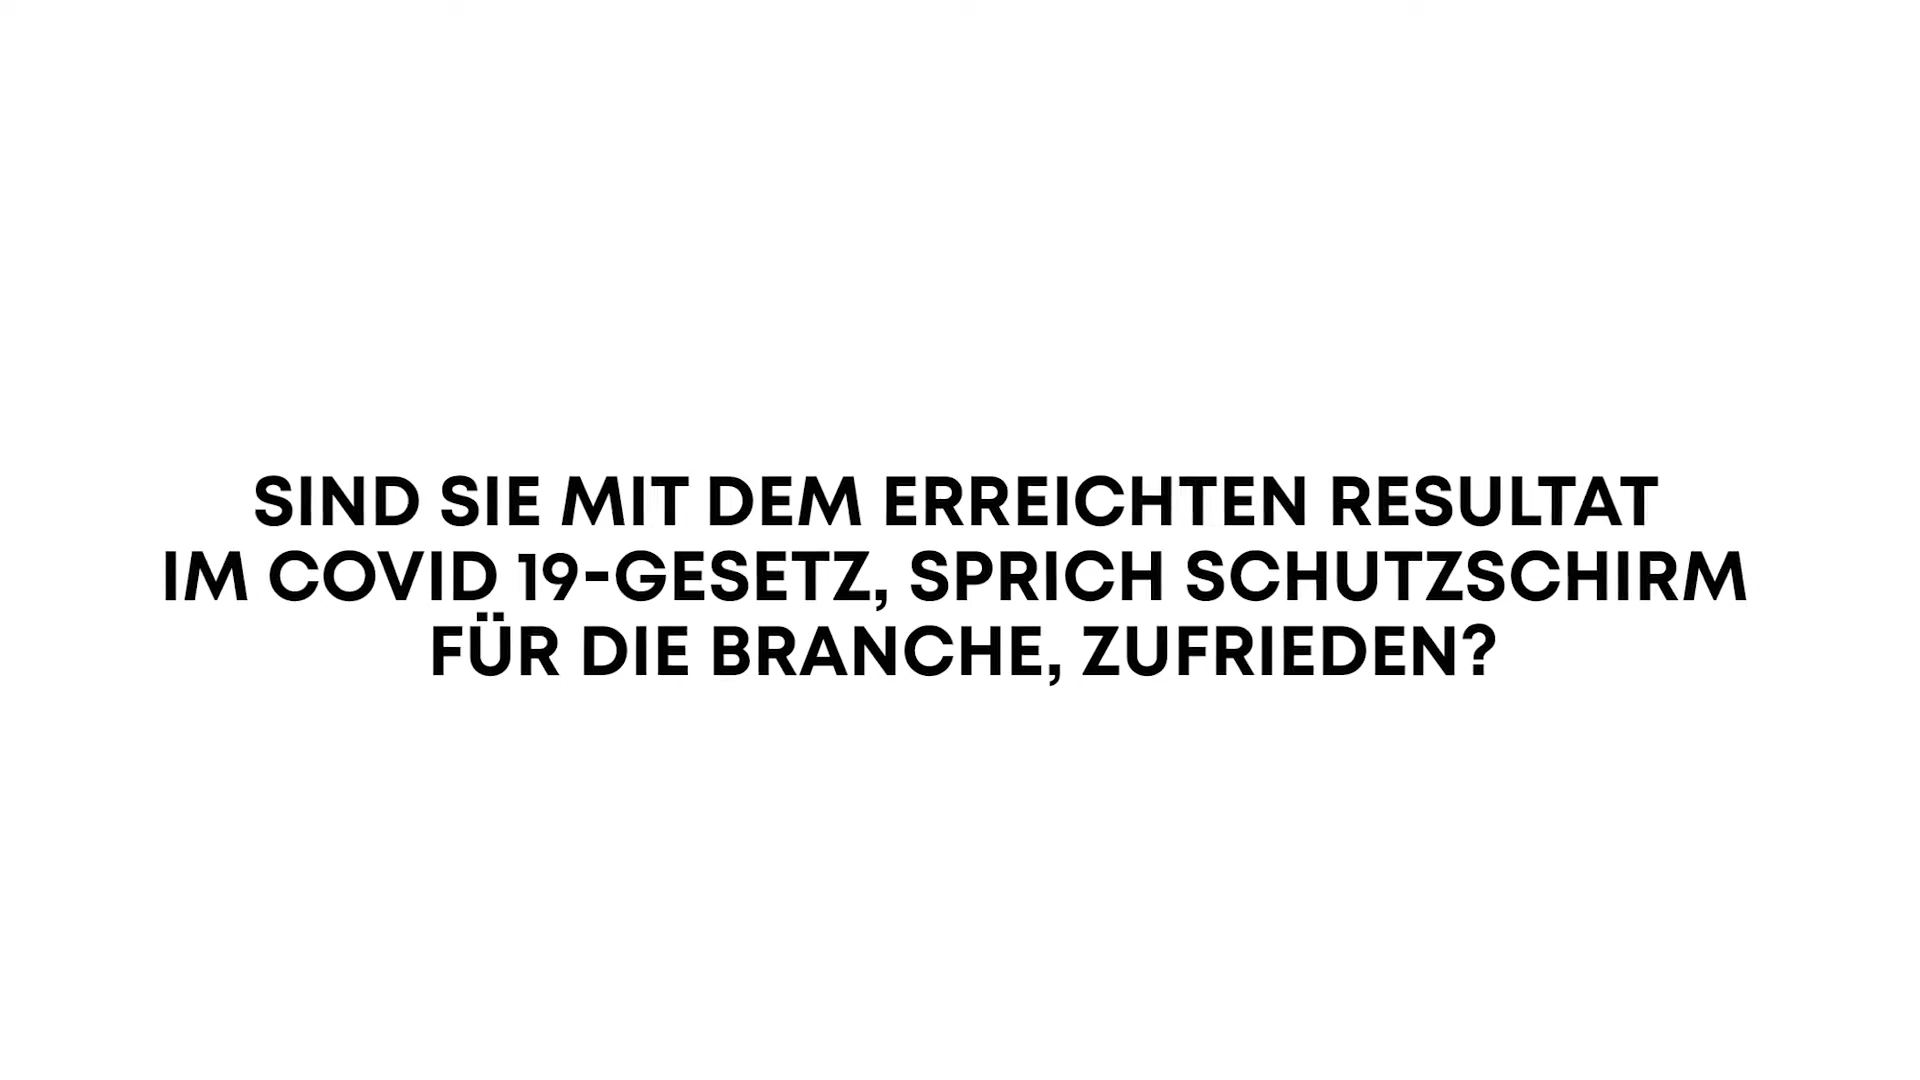 SIND SIE MIT DEM ERREICHTEN RESULTAT
IM COVID 19-GESETZ, SPRICH SCHUTZSCHIRM
FÜR DIE BRANCHE, ZUFRIEDEN?